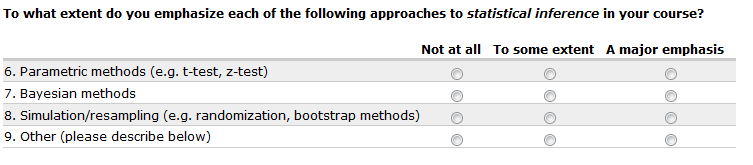 To what extent do you emphasize each of the following approaches to statistical inference in your course?
Not at all To some extent A major emphasis
6. Parametric methods (e.g. t-test, z-test)
7. Bayesian methods
8. Simulation/resampling (e.g. randomization, bootstrap methods)
9. Other (please describe below)